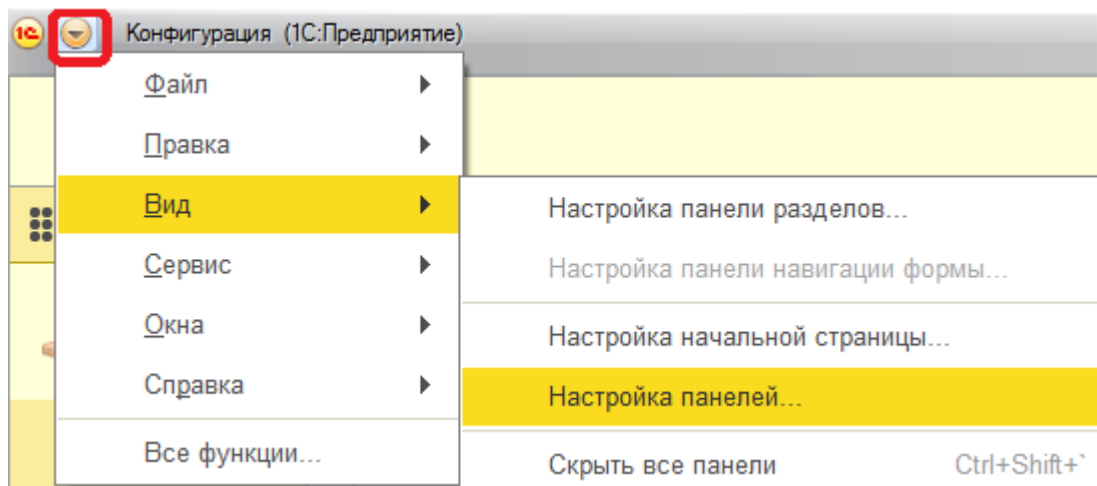 1С Конфигурация (1С:Предприятие)
Файл
Правка
Вид
Настройка панели разделов...
Сервис
Настройка панели навигации формы...
Окна
Настройка начальной страницы...
Справка
Настройка панелей...
Все функции...
Скрыть все панели Ctrl+Shift+`